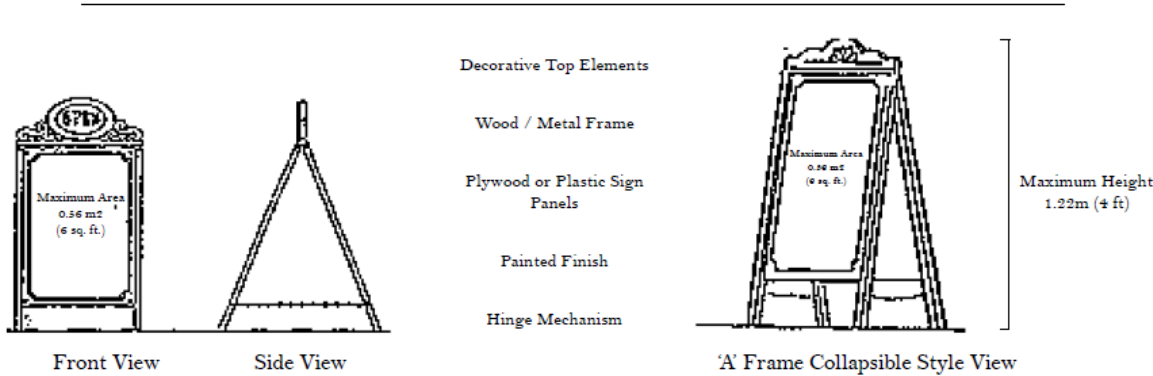 OPEN
Maximum Area
0.56 m2
(6 sq. ft.)
Front View
Side View
Decorative Top Elements
Wood / Metal Frame
Plywood or Plastic Sign
Panels
Painted Finish
Hinge Mechanism
Maximum Area
0.56 m2
(6 sq. ft.)
Maximum Height
1.22m (4 ft)
‘A’ Frame Collapsible Style View